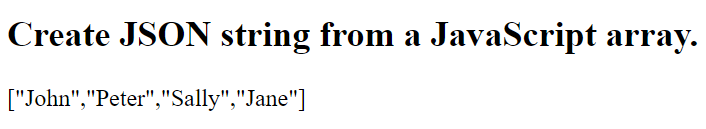 Create JSON string from a JavaScript array.
["John","Peter","Sally","Jane"]